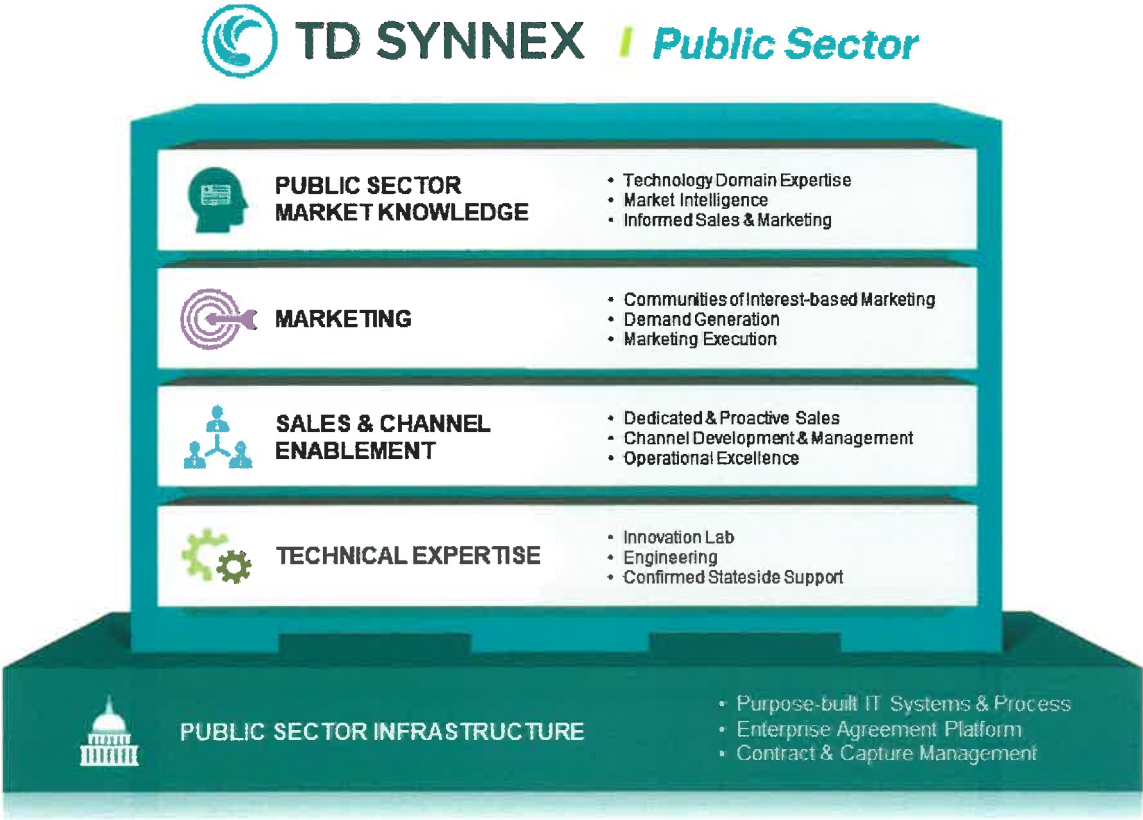 TD SYNNEX | Public Sector
PUBLIC SECTOR
MARKET KNOWLEDGE
• Technology Domain Expertise
• Market Intelligence
• Informed Sales & Marketing
MARKETING
• Communities of Interest-based Marketing
• Demand Generation
• Marketing Execution
SALES & CHANNEL
ENABLEMENT
• Dedicated & Proactive Sales
• Channel Development & Management
• Operational Excellence
TECHNICAL EXPERTISE
• Innovation Lab
• Engineering
• Confirmed Stateside Support
PUBLIC SECTOR INFRASTRUCTURE
• Purpose-built IT Systems & Process
• Enterprise Agreement Platform
• Contract & Capture Management